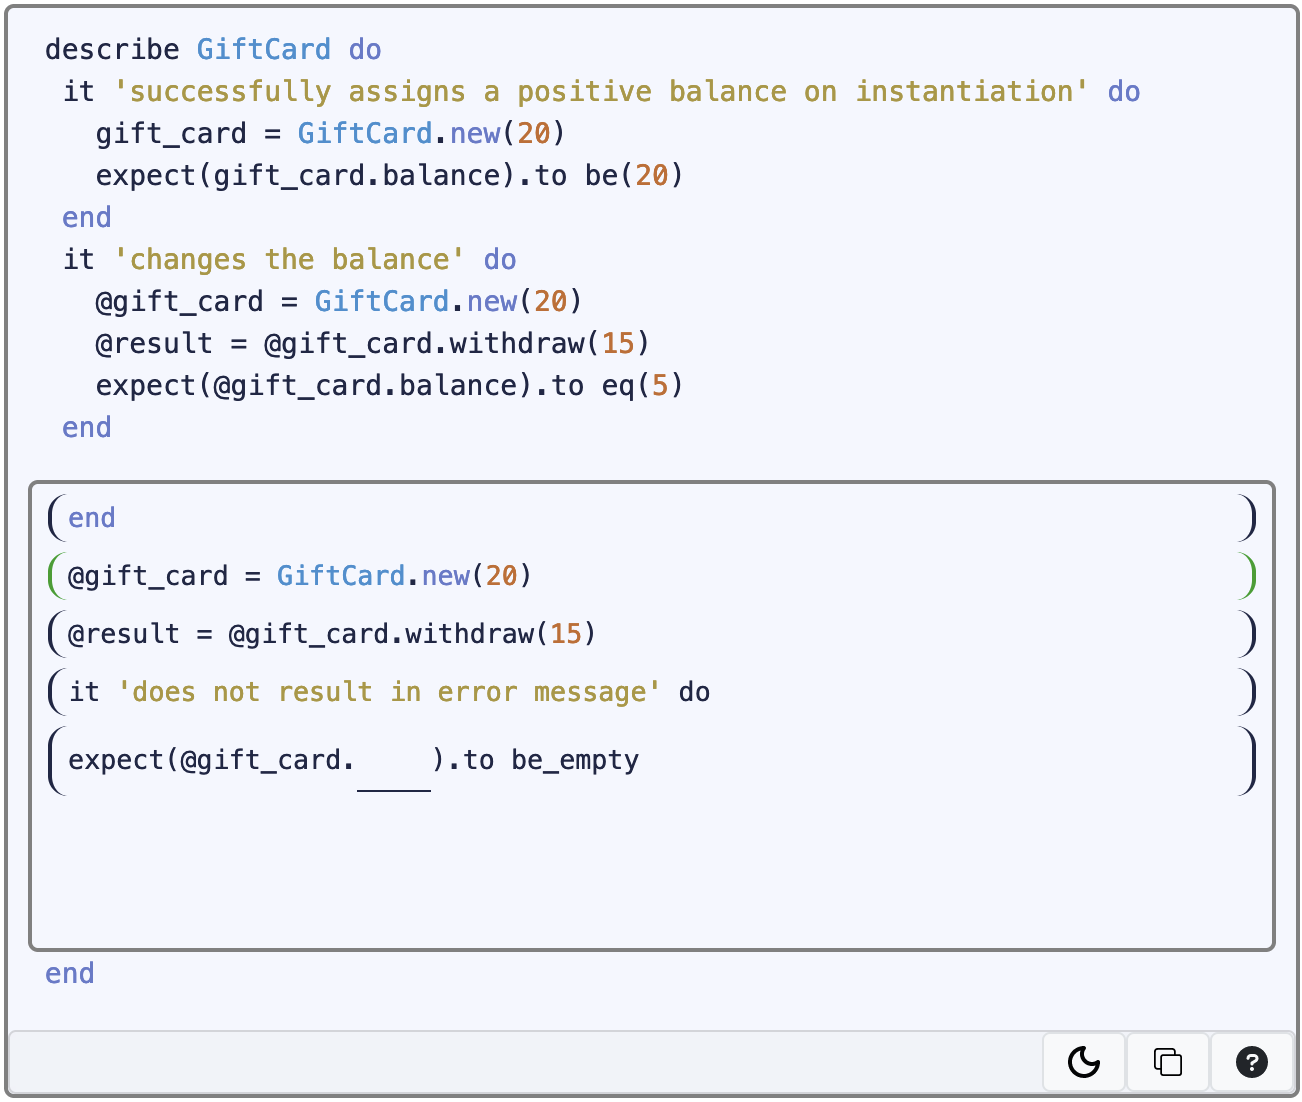 describe GiftCard do
it 'successfully assigns a positive balance on instantiation' do
gift_card = GiftCard.new(20)
expect(gift_card.balance).to be(20)
end
it 'changes the balance' do
@gift_card = GiftCard.new(20)
@result = @gift_card.withdraw(15)
expect(@gift_card.balance).to eq(5)
end
end
@gift_card = GiftCard.new(20)
@result = @gift_card.withdraw(15)
it 'does not result in error message' do
expect(@gift_card. ____ ).to be_empty
end
?